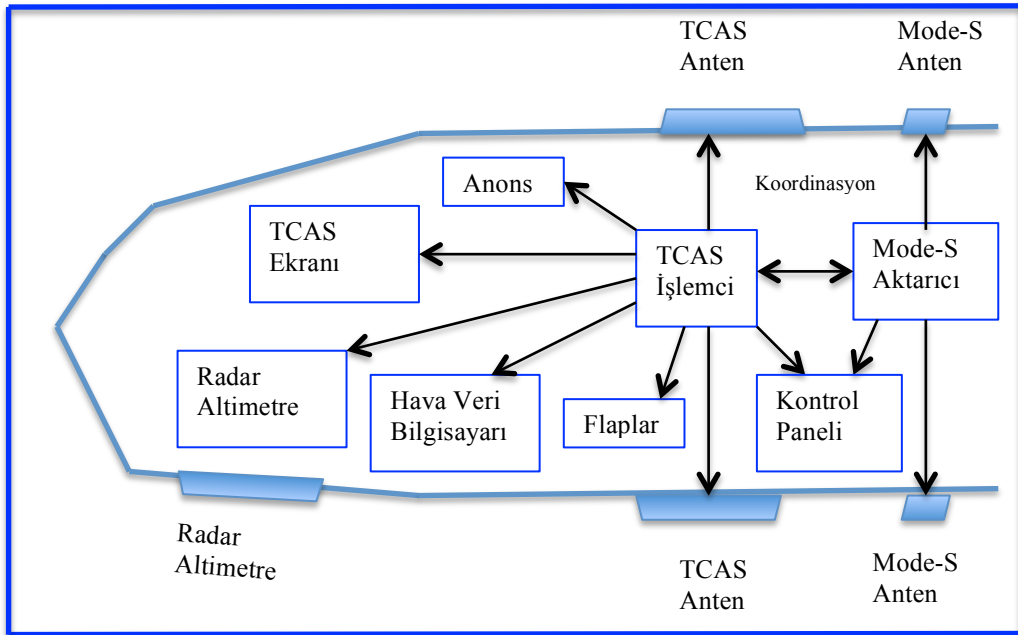 TCAS
Anten
Mode-S
Anten
Anons
Koordinasyon
TCAS
Ekranı
TCAS
İşlemci
Mode-S
Aktarıcı
Radar
Altimetre
Hava Veri
Bilgisayarı
Flaplar
Kontrol
Paneli
Radar
Altimetre
TCAS
Anten
Mode-S
Anten